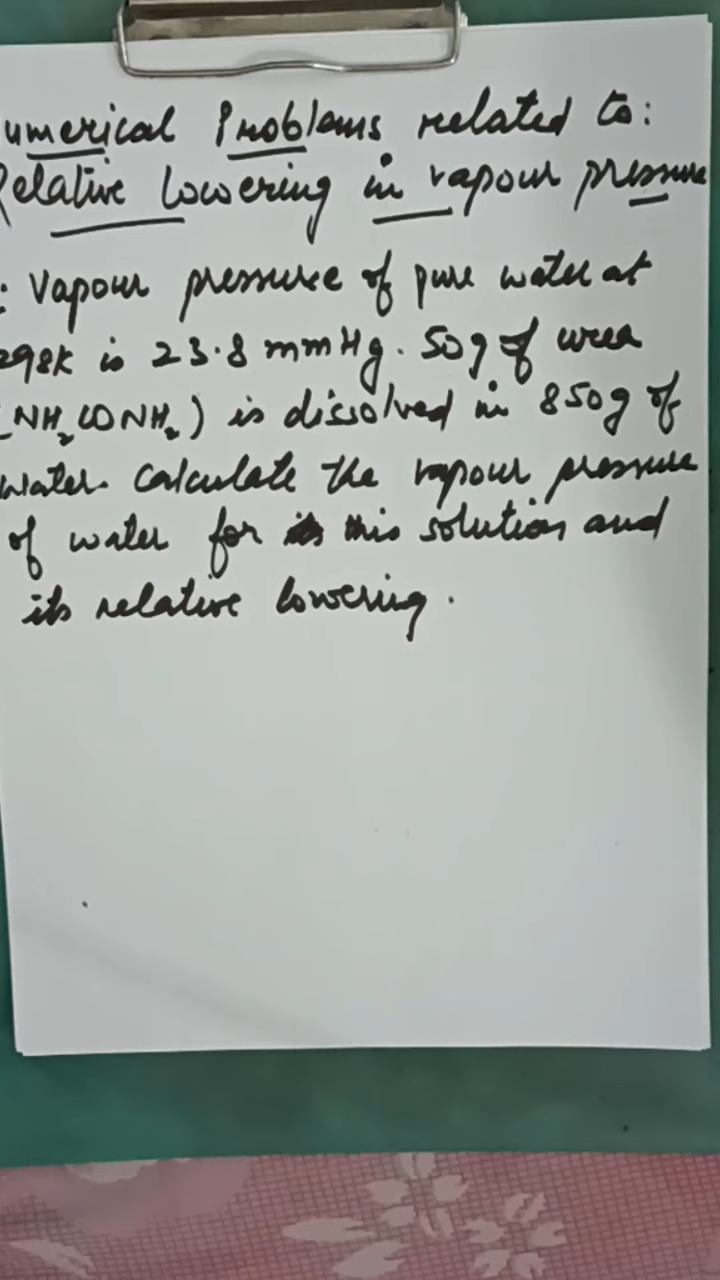 umerical Problems related to:
Relative lowering in vapour pressure
: Vapour pressure of pure water at
298K is 23.8 mmHg. 50g of urea
(NH₂CONH₂) is dissolved in 850g of
water. Calculate the vapour pressure
of water for this solution and
its relative lowering.